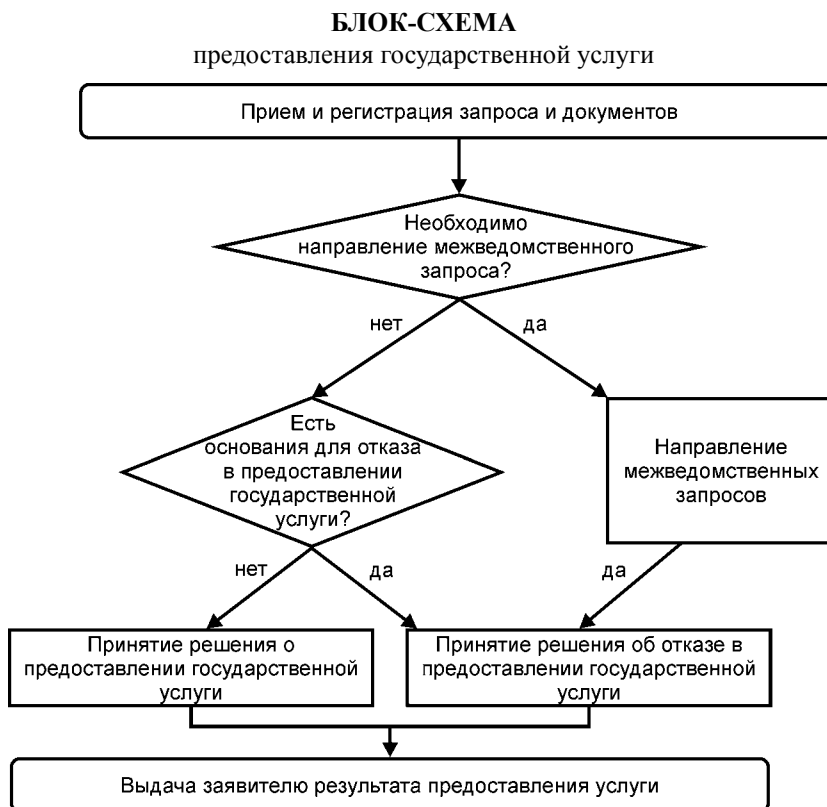 БЛОК-СХЕМА
предоставления государственной услуги
Прием и регистрация запроса и документов
Необходимо
направление межведомственного
запроса?
нет
да
Есть
основания для отказа
в предоставлении
государственной
услуги?
Направление
межведомственных
запросов
нет
да
да
Принятие решения о
предоставлении государственной
услуги
Принятие решения об отказе в
предоставлении государственной
услуги
Выдача заявителю результата предоставления услуги